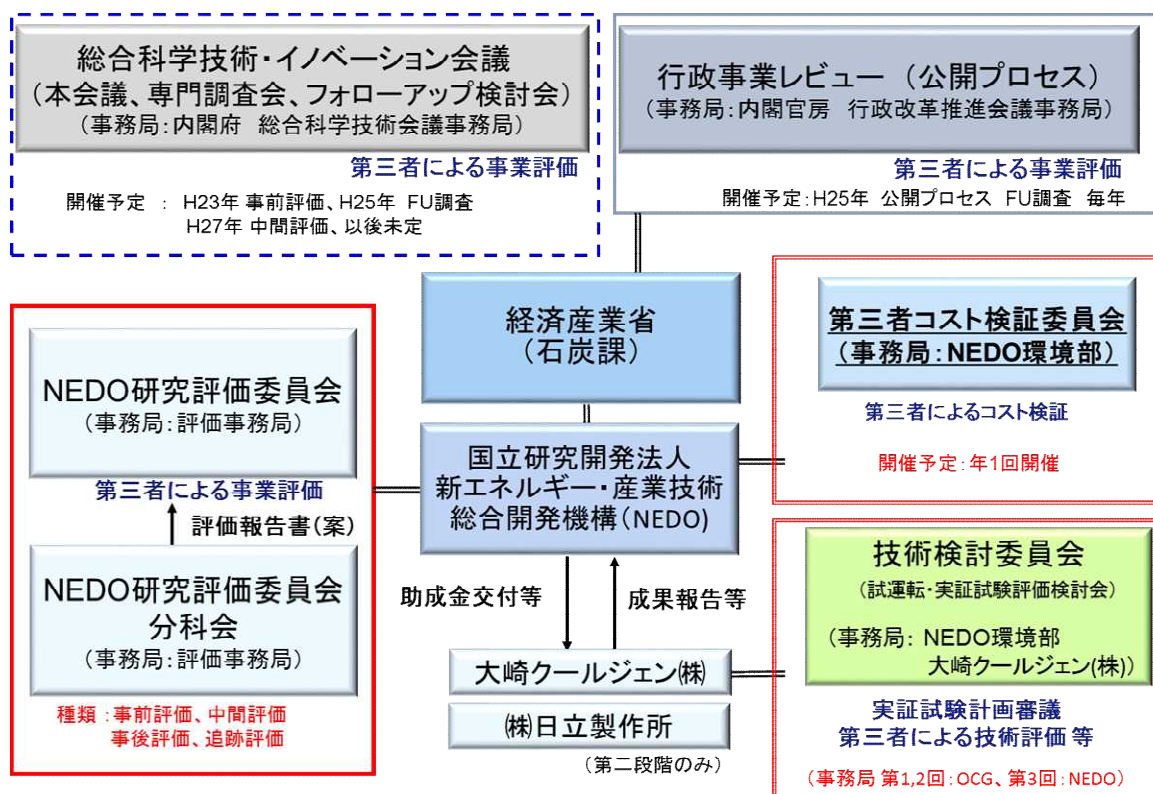 総合科学技術・イノベーション会議
（本会議、専門調査会、フォローアップ検討会）
（事務局：内閣府　総合科学技術会議事務局）
第三者による事業評価
開催予定　：　H23年 事前評価、H25年 FU調査
H27年 中間評価、以後未定
行政事業レビュー　（公開プロセス）
（事務局：内閣官房　行政改革推進会議事務局）
第三者による事業評価
開催予定：H25年 公開プロセス　FU調査　毎年
経済産業省
（石炭課）
第三者コスト検証委員会
（事務局：NEDO環境部）
第三者によるコスト検証
開催予定：年1回開催
NEDO研究評価委員会
（事務局：評価事務局）
第三者による事業評価
評価報告書（案）
NEDO研究評価委員会
分科会
（事務局：評価事務局）
種類：事前評価、中間評価
事後評価、追跡評価
国立研究開発法人
新エネルギー・産業技術
総合開発機構（NEDO)
助成金交付等
成果報告等
大崎クールジェン㈱
㈱日立製作所
（第二段階のみ）
技術検討委員会
（試運転・実証試験評価検討会）
（事務局： NEDO環境部
大崎クールジェン(株)）
実証試験計画審議
第三者による技術評価 等
（事務局 第1,2回：OCG、第3回：NEDO）